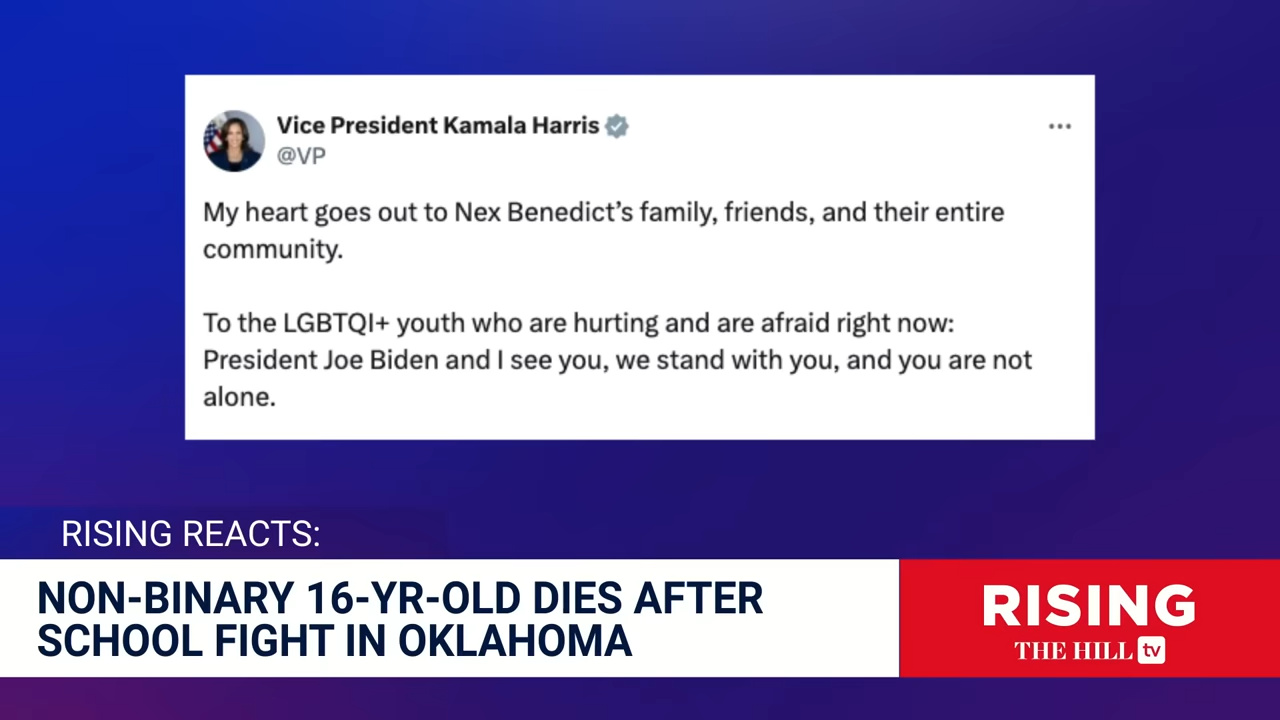 Vice President Kamala Harris
@VP
My heart goes out to Nex Benedict’s family, friends, and their entire
community.
To the LGBTQI+ youth who are hurting and are afraid right now:
President Joe Biden and I see you, we stand with you, and you are not
alone.
RISING REACTS:
NON-BINARY 16-YR-OLD DIES AFTER
SCHOOL FIGHT IN OKLAHOMA
RISING
THE HILL tv